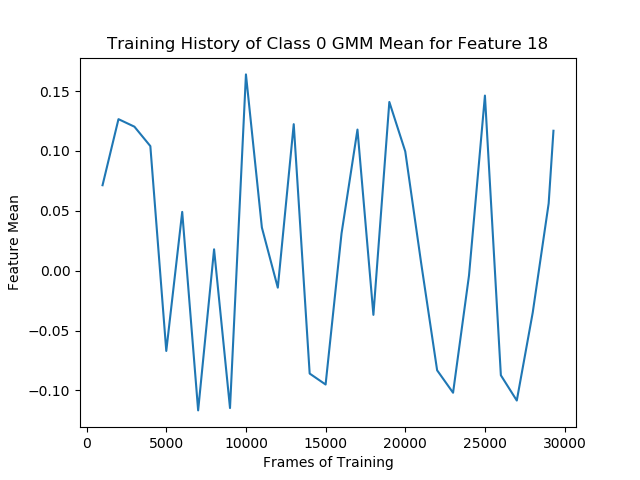 Training History of Class 0 GMM Mean for Feature 18
0.15
0.10
0.05
0.00
−0.05
−0.10
Feature Mean
0 5000 10000 15000 20000 25000 30000
Frames of Training